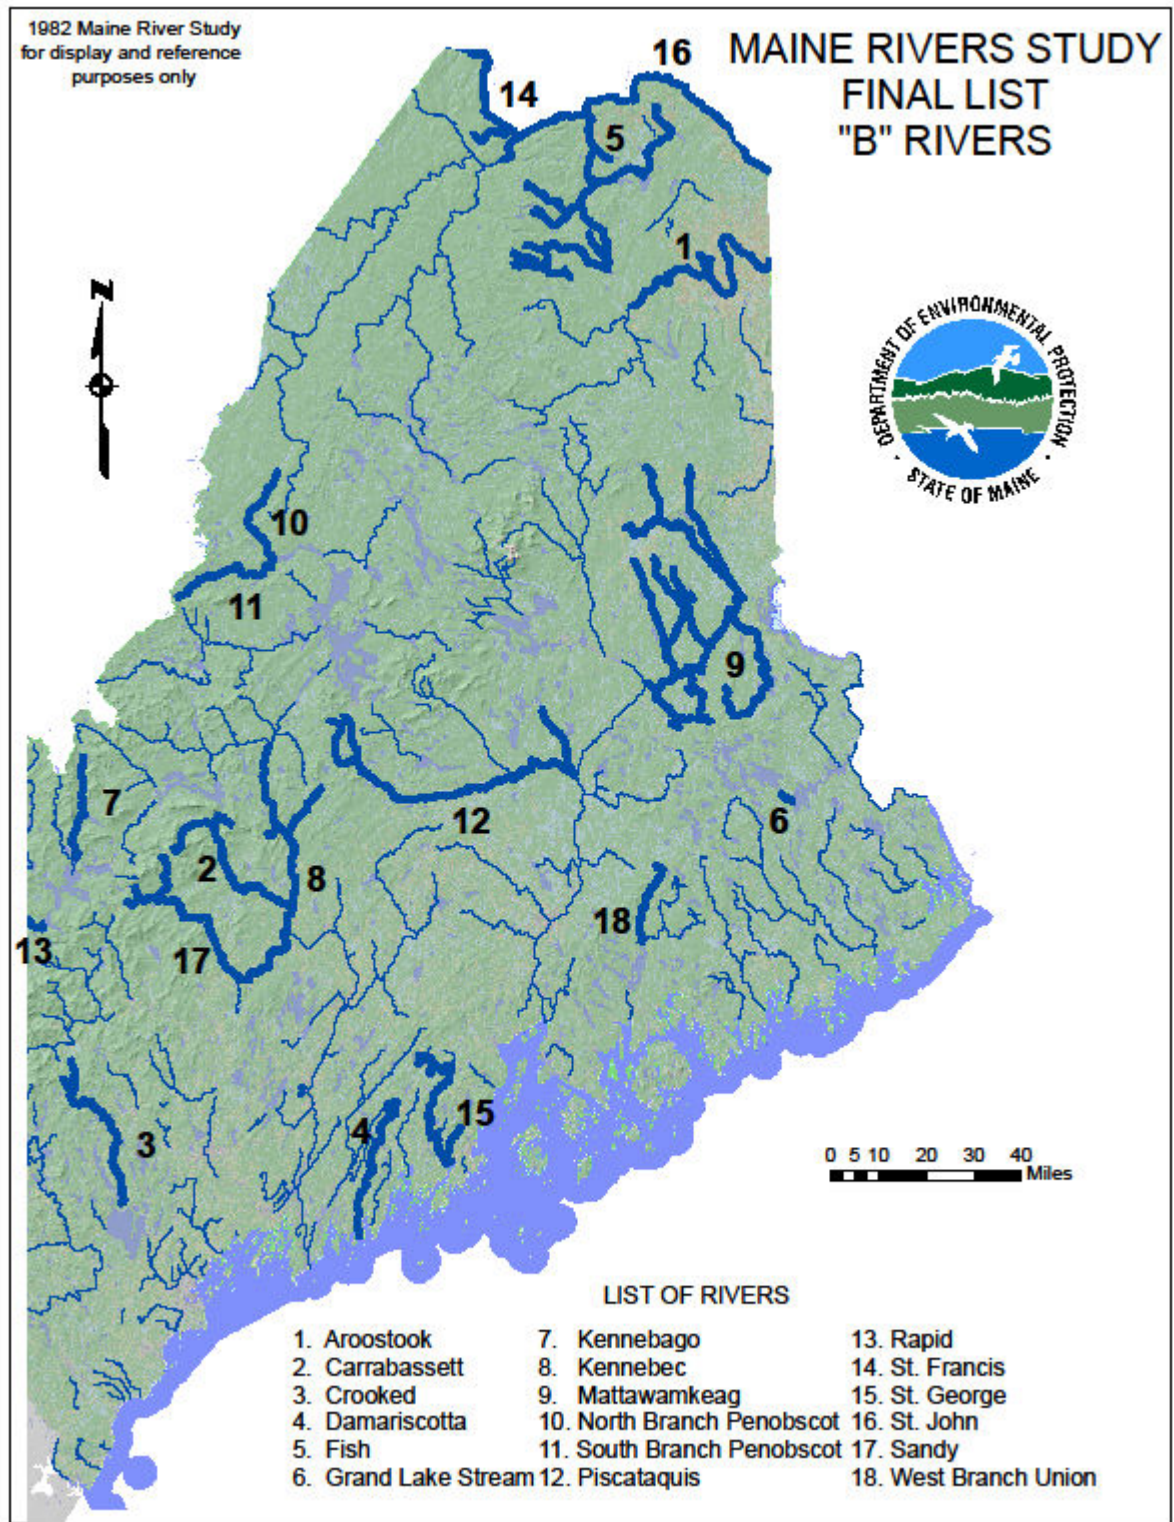 1982 Maine River Study
for display and reference
purposes only
MAINE RIVERS STUDY
FINAL LIST
"B" RIVERS
16
14
5
1
N
DEPARTMENT OF ENVIRONMENTAL PROTECTION
· STATE OF MAINE ·
10
11
9
7
12
6
2
8
18
13
17
15
4
3
0 5 10 20 30 40
Miles
LIST OF RIVERS
1. Aroostook
2. Carrabassett
3. Crooked
4. Damariscotta
5. Fish
6. Grand Lake Stream
7. Kennebago
8. Kennebec
9. Mattawamkeag
10. North Branch Penobscot
11. South Branch Penobscot
12. Piscataquis
13. Rapid
14. St. Francis
15. St. George
16. St. John
17. Sandy
18. West Branch Union